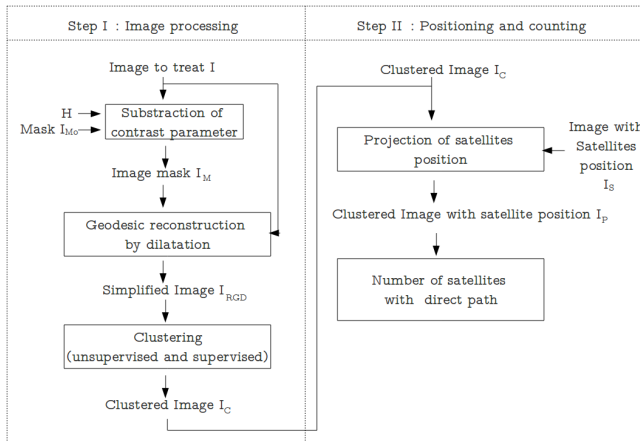 Step I : Image processing
Image to treat I
H
Mask I_Mo
Substraction of
contrast parameter
Image mask I_M
Geodesic reconstruction
by dilatation
Simplified Image I_RGD
Clustering
(unsupervised and supervised)
Clustered Image I_C
Step II : Positioning and counting
Clustered Image I_C
Projection of satellites
position
Image with
Satellites
position
I_S
Clustered Image with satellite position I_P
Number of satellites
with direct path